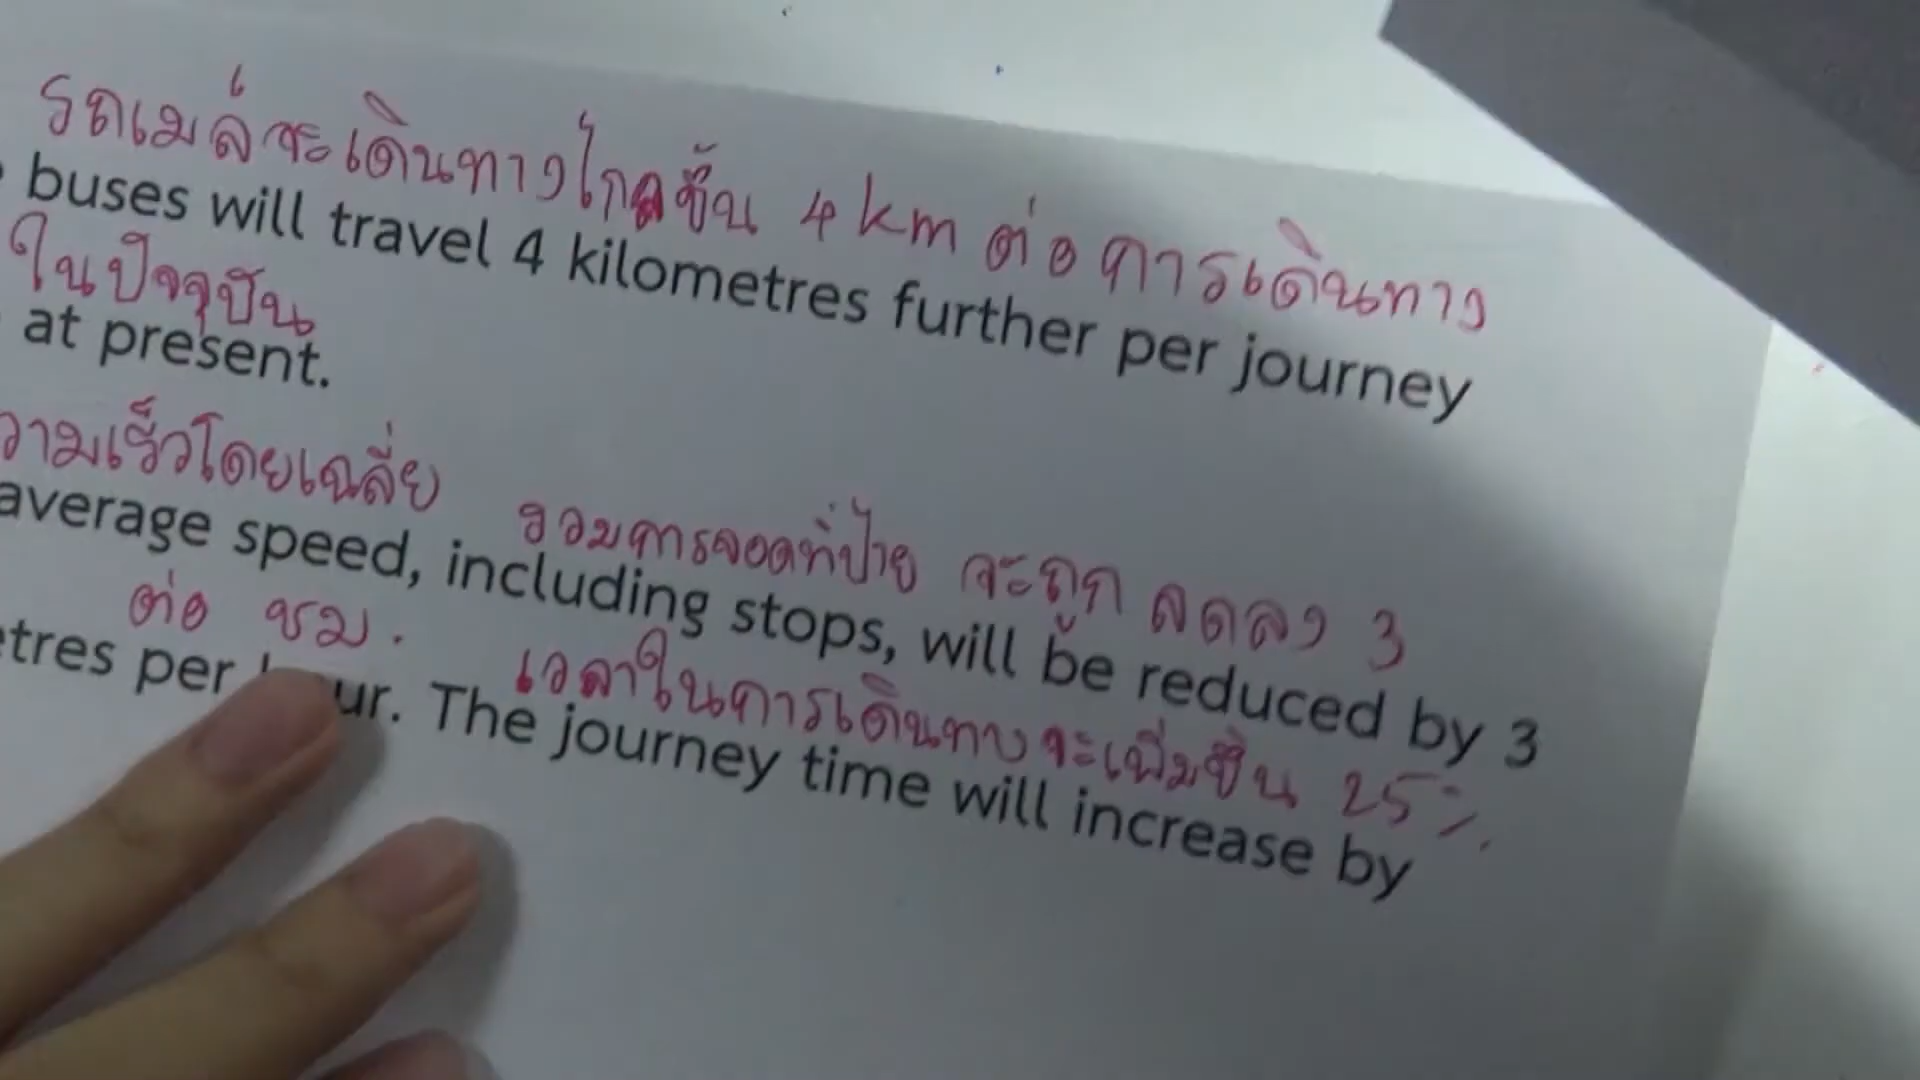 รถเมล์จะเดินทางไกลขึ้น 4 km ต่อ การเดินทาง
buses will travel 4 kilometres further per journey
ในปัจจุบัน
at present.
วามเร็วโดยเฉลี่ย รวมการจอดที่ป้าย จะถูก ลดลง 3
average speed, including stops, will be reduced by 3
ต่อ ชม. เวลาในการเดินทาง จะเพิ่มขึ้น 25%
etres per hour. The journey time will increase by